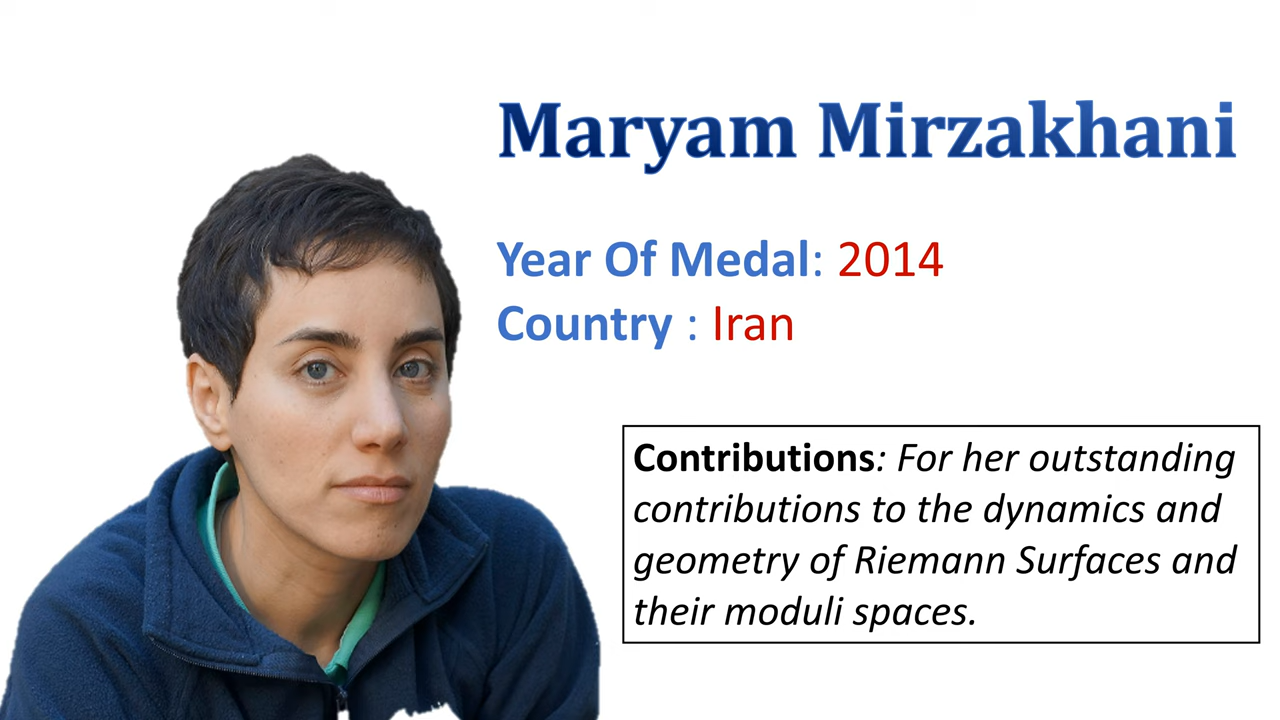 Maryam Mirzakhani
Year Of Medal: 2014
Country : Iran
Contributions: For her outstanding
contributions to the dynamics and
geometry of Riemann Surfaces and
their moduli spaces.